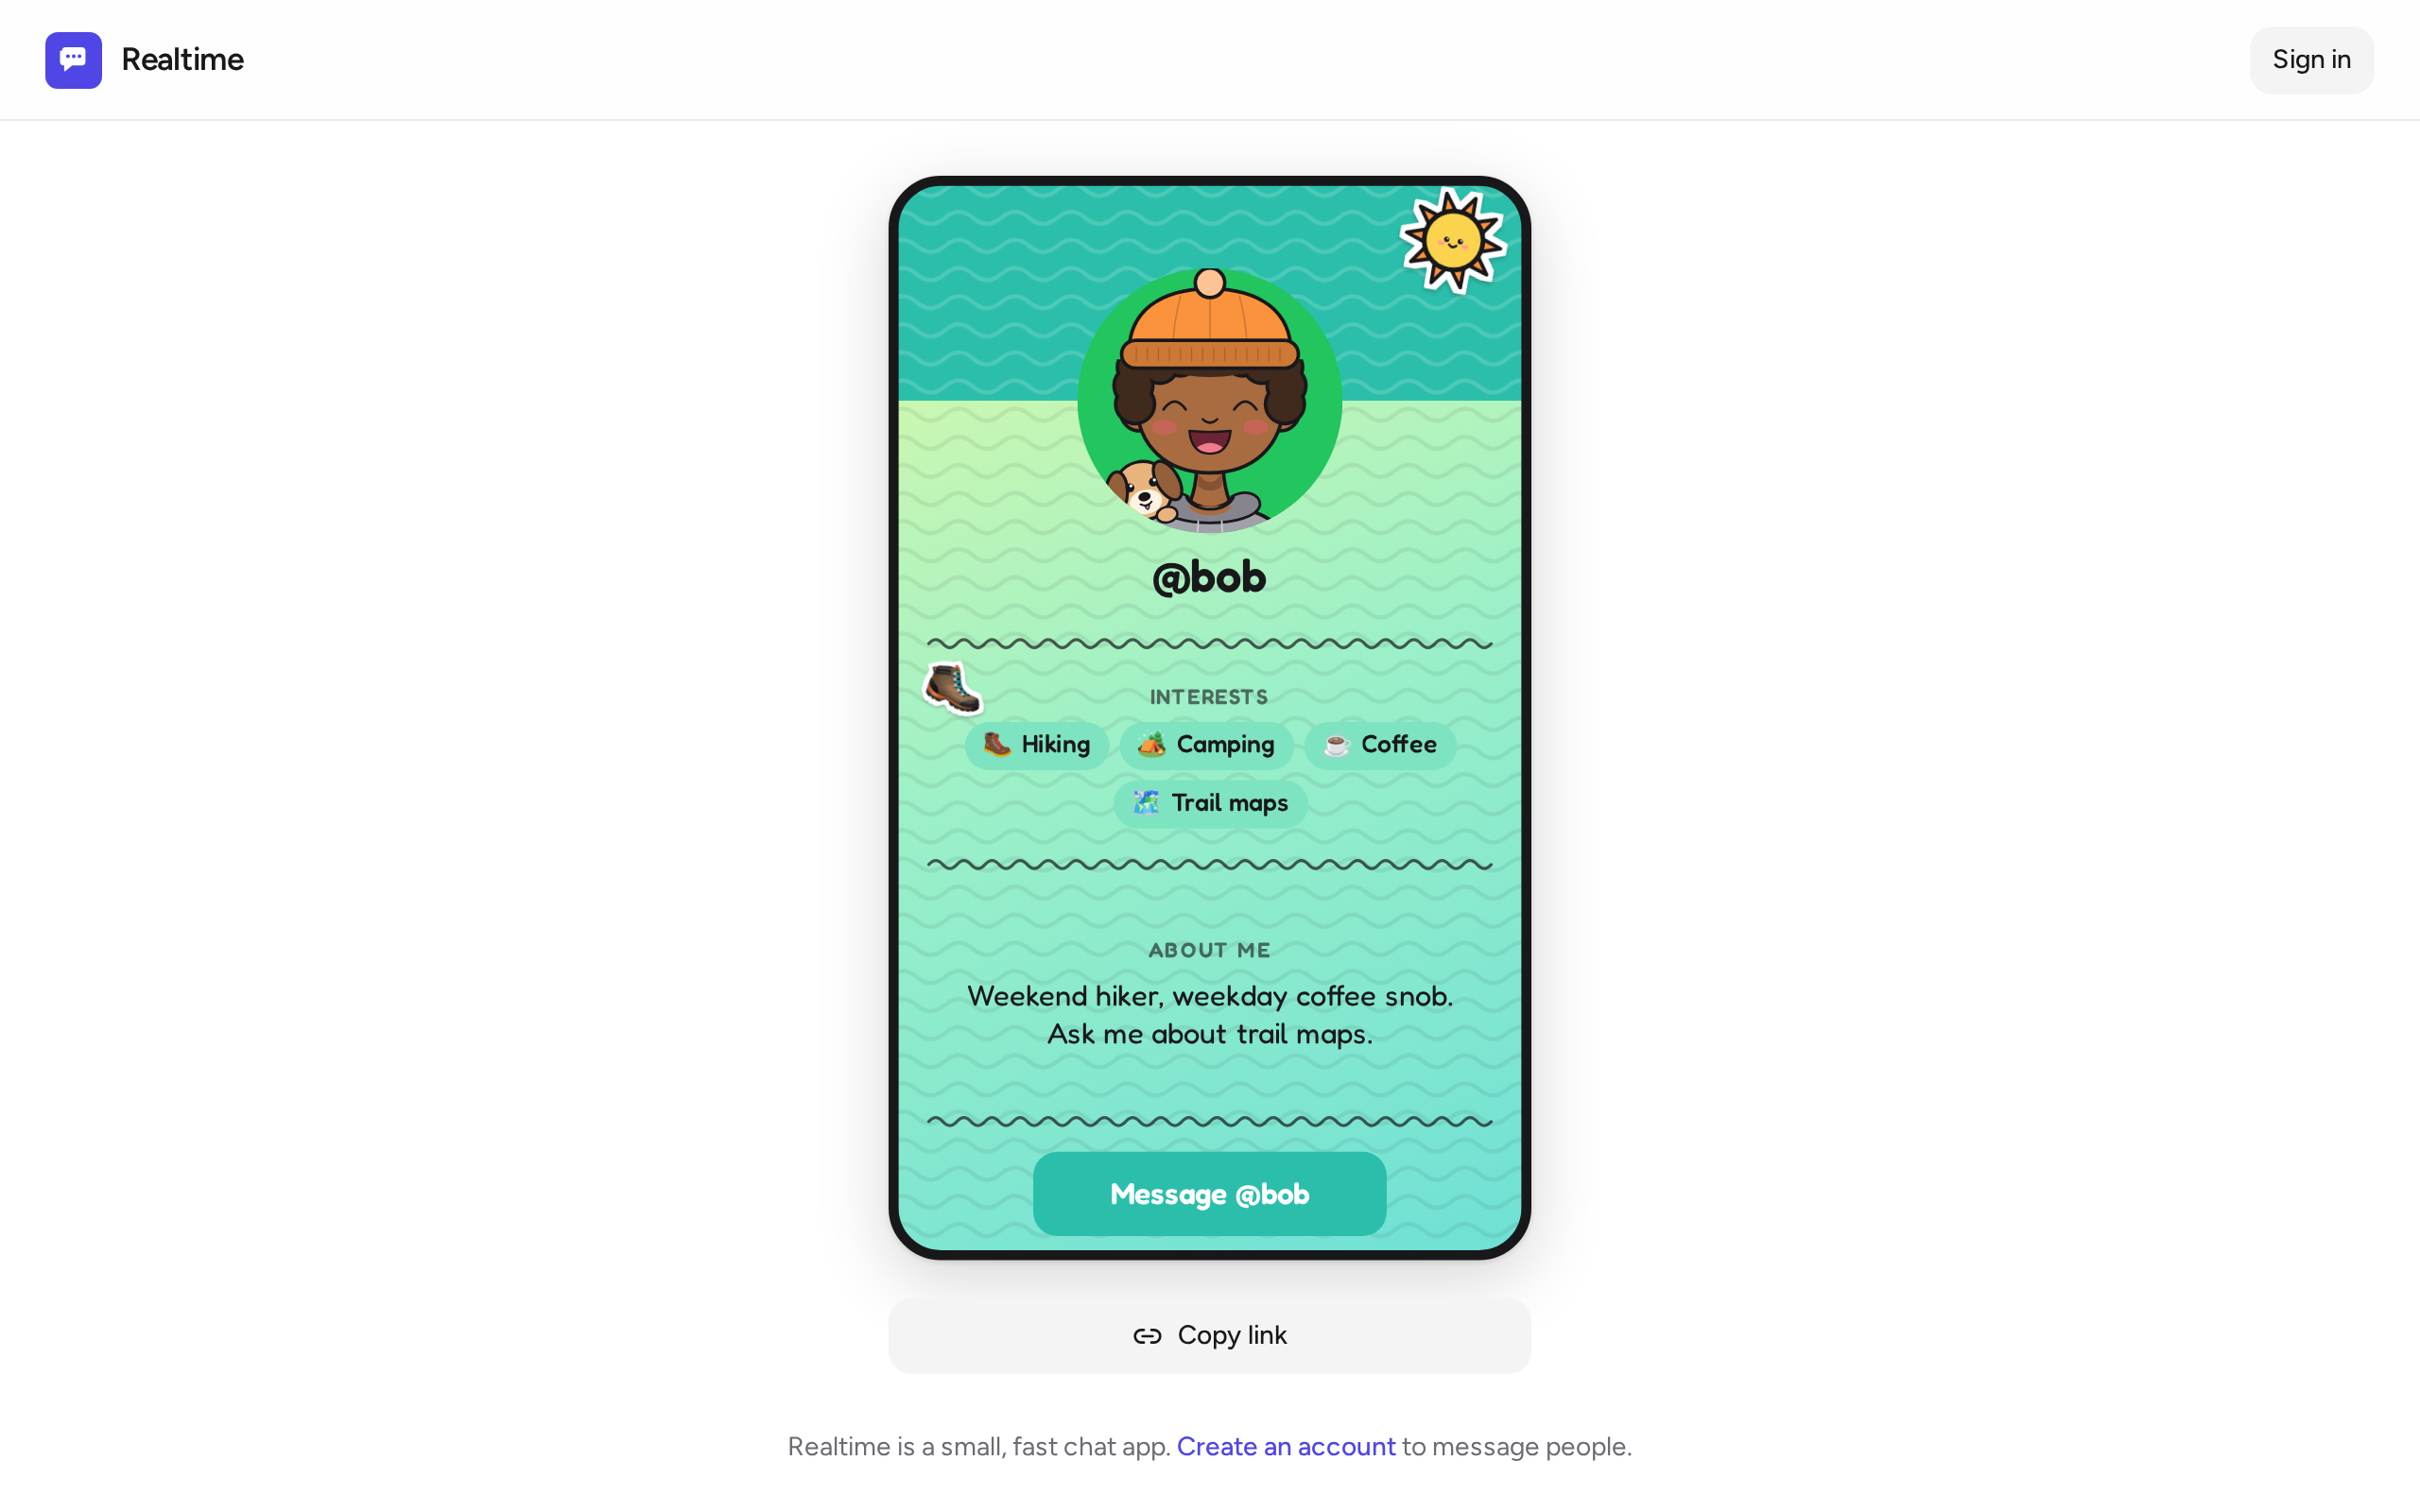 Realtime
Sign in
@bob
INTERESTS
Hiking
Camping
Coffee
Trail maps
ABOUT ME
Weekend hiker, weekday coffee snob.
Ask me about trail maps.
Message @bob
Copy link
Realtime is a small, fast chat app. Create an account to message people.